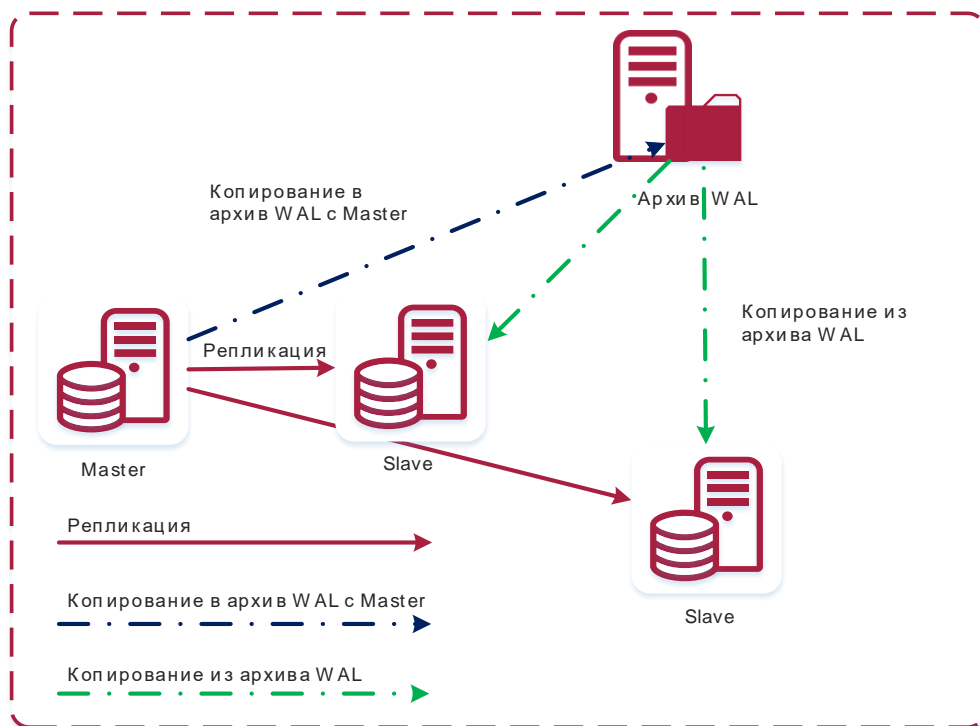 Копирование в
архив WAL с Master
Архив WAL
Копирование из
архива WAL
Репликация
Master
Slave
Slave
Репликация
Копирование в архив WAL с Master
Копирование из архива WAL